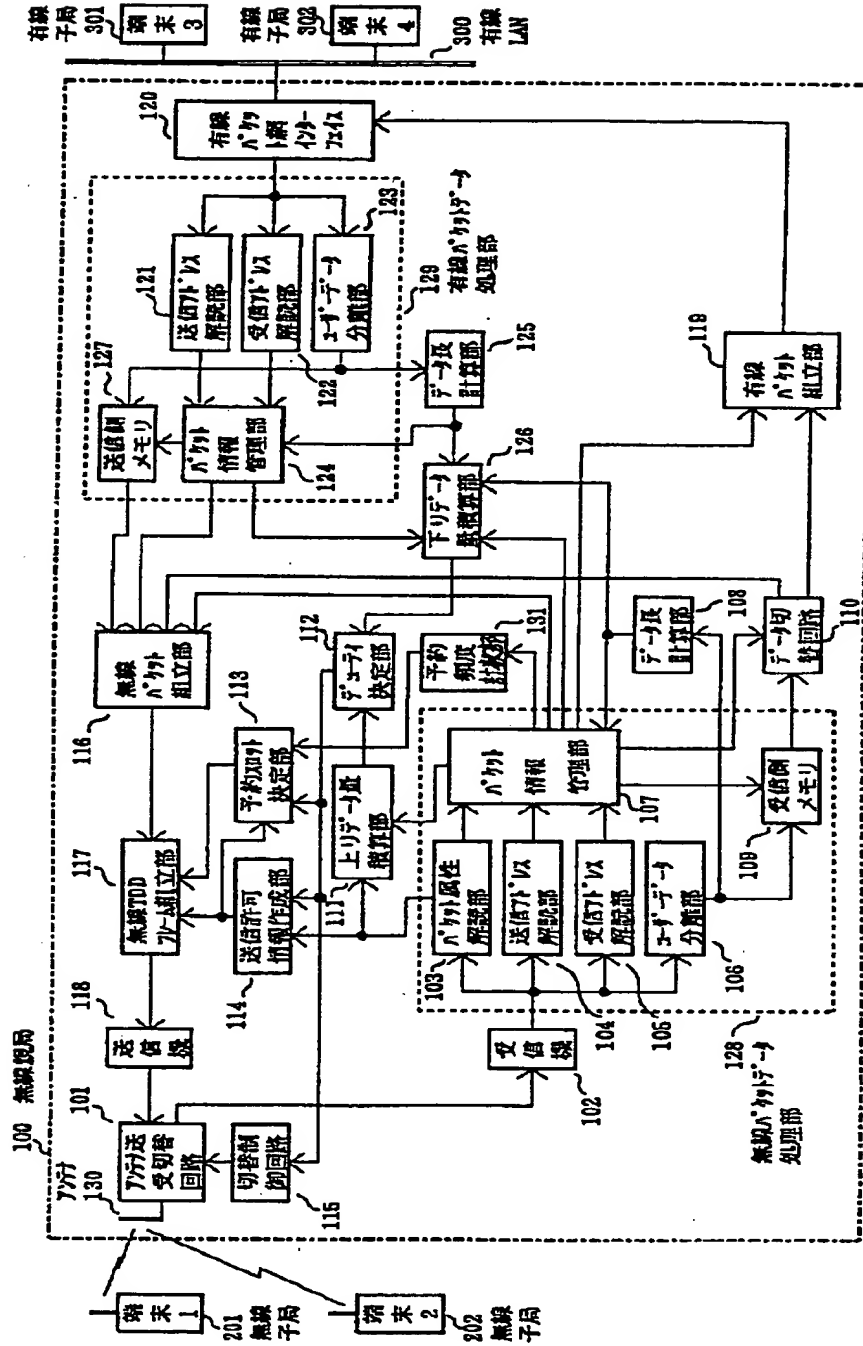 100 無線親局
アンテナ
130
101
アンテナ送
受切替
回路
118
送信機
117
無線TDD
フレーム組立部
116
無線
パケット
組立部
127
送信側
メモリ
121
送信アドレス
解読部
受信アドレス
解読部
122
ユーザーデータ
分離部
123
120
有線
パケッ
ト網
インター
フェイス
有線
子局
301
端末
3
有線
子局
302
端末
4
300 有線
LAN
パケット
情報
管理部
124
129 有線パケットデータ
処理部
データ長
計算部
125
下りデータ
量積算部
126
切替制
御回路
115
送信許可
情報作成部
114
予約スロット
決定部
113
デューティ
決定部
112
上りデータ量
積算部
111
予約
頻度
計数部
131
端末
1
201
無線
子局
端末
2
202 無線
子局
受信機
102
パケット属性
解読部
103
送信アドレス
解読部
104
受信アドレス
解読部
105
ユーザーデータ
分離部
106
パケット
情報
管理部
107
データ長
計算部
108
受信側
メモリ
109
データ切
替回路
110
有線
パケット
組立部
119
128
無線パケットデータ
処理部